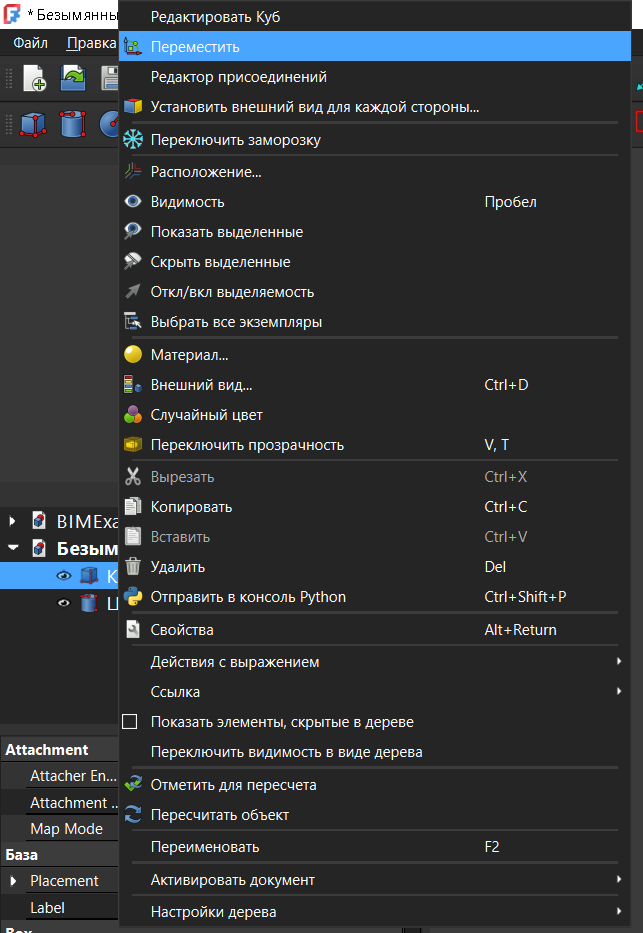 * Безымянны
Файл Правка
Редактировать Куб
Переместить
Редактор присоединений
Установить внешний вид для каждой стороны...
Переключить заморозку
Расположение...
Видимость Пробел
Показать выделенные
Скрыть выделенные
Откл/вкл выделяемость
Выбрать все экземпляры
Материал...
Внешний вид... Ctrl+D
Случайный цвет
Переключить прозрачность V, T
Вырезать Ctrl+X
Копировать Ctrl+C
Вставить Ctrl+V
Удалить Del
Отправить в консоль Python Ctrl+Shift+P
Свойства Alt+Return
Действия с выражением
Ссылка
Показать элементы, скрытые в дереве
Переключить видимость в виде дерева
Отметить для пересчета
Пересчитать объект
Переименовать F2
Активировать документ
Настройки дерева
BIMExa
Безым
К
Ц
Attachment
Attacher En...
Attachment ...
Map Mode
База
Placement
Label
Box